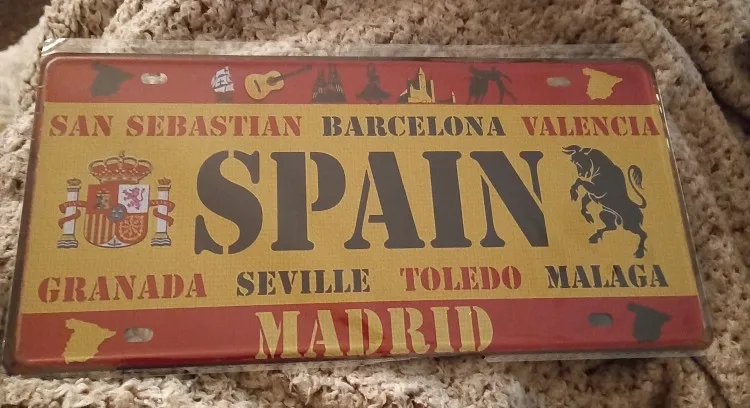 SAN SEBASTIAN BARCELONA VALENCIA
SPAIN
GRANADA SEVILLE TOLEDO MALAGA
MADRID